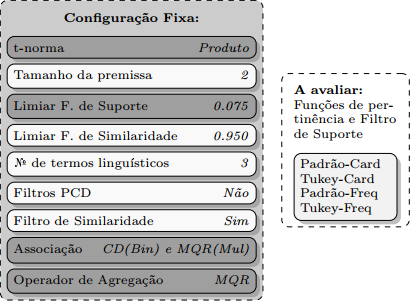 Configuração Fixa:
t-norma Produto
Tamanho da premissa 2
Limiar F. de Suporte 0.075
Limiar F. de Similaridade 0.950
№ de termos linguísticos 3
Filtros PCD Não
Filtro de Similaridade Sim
Associação CD(Bin) e MQR(Mul)
Operador de Agregação MQR
A avaliar:
Funções de per-
tinência e Filtro
de Suporte
Padrão-Card
Tukey-Card
Padrão-Freq
Tukey-Freq